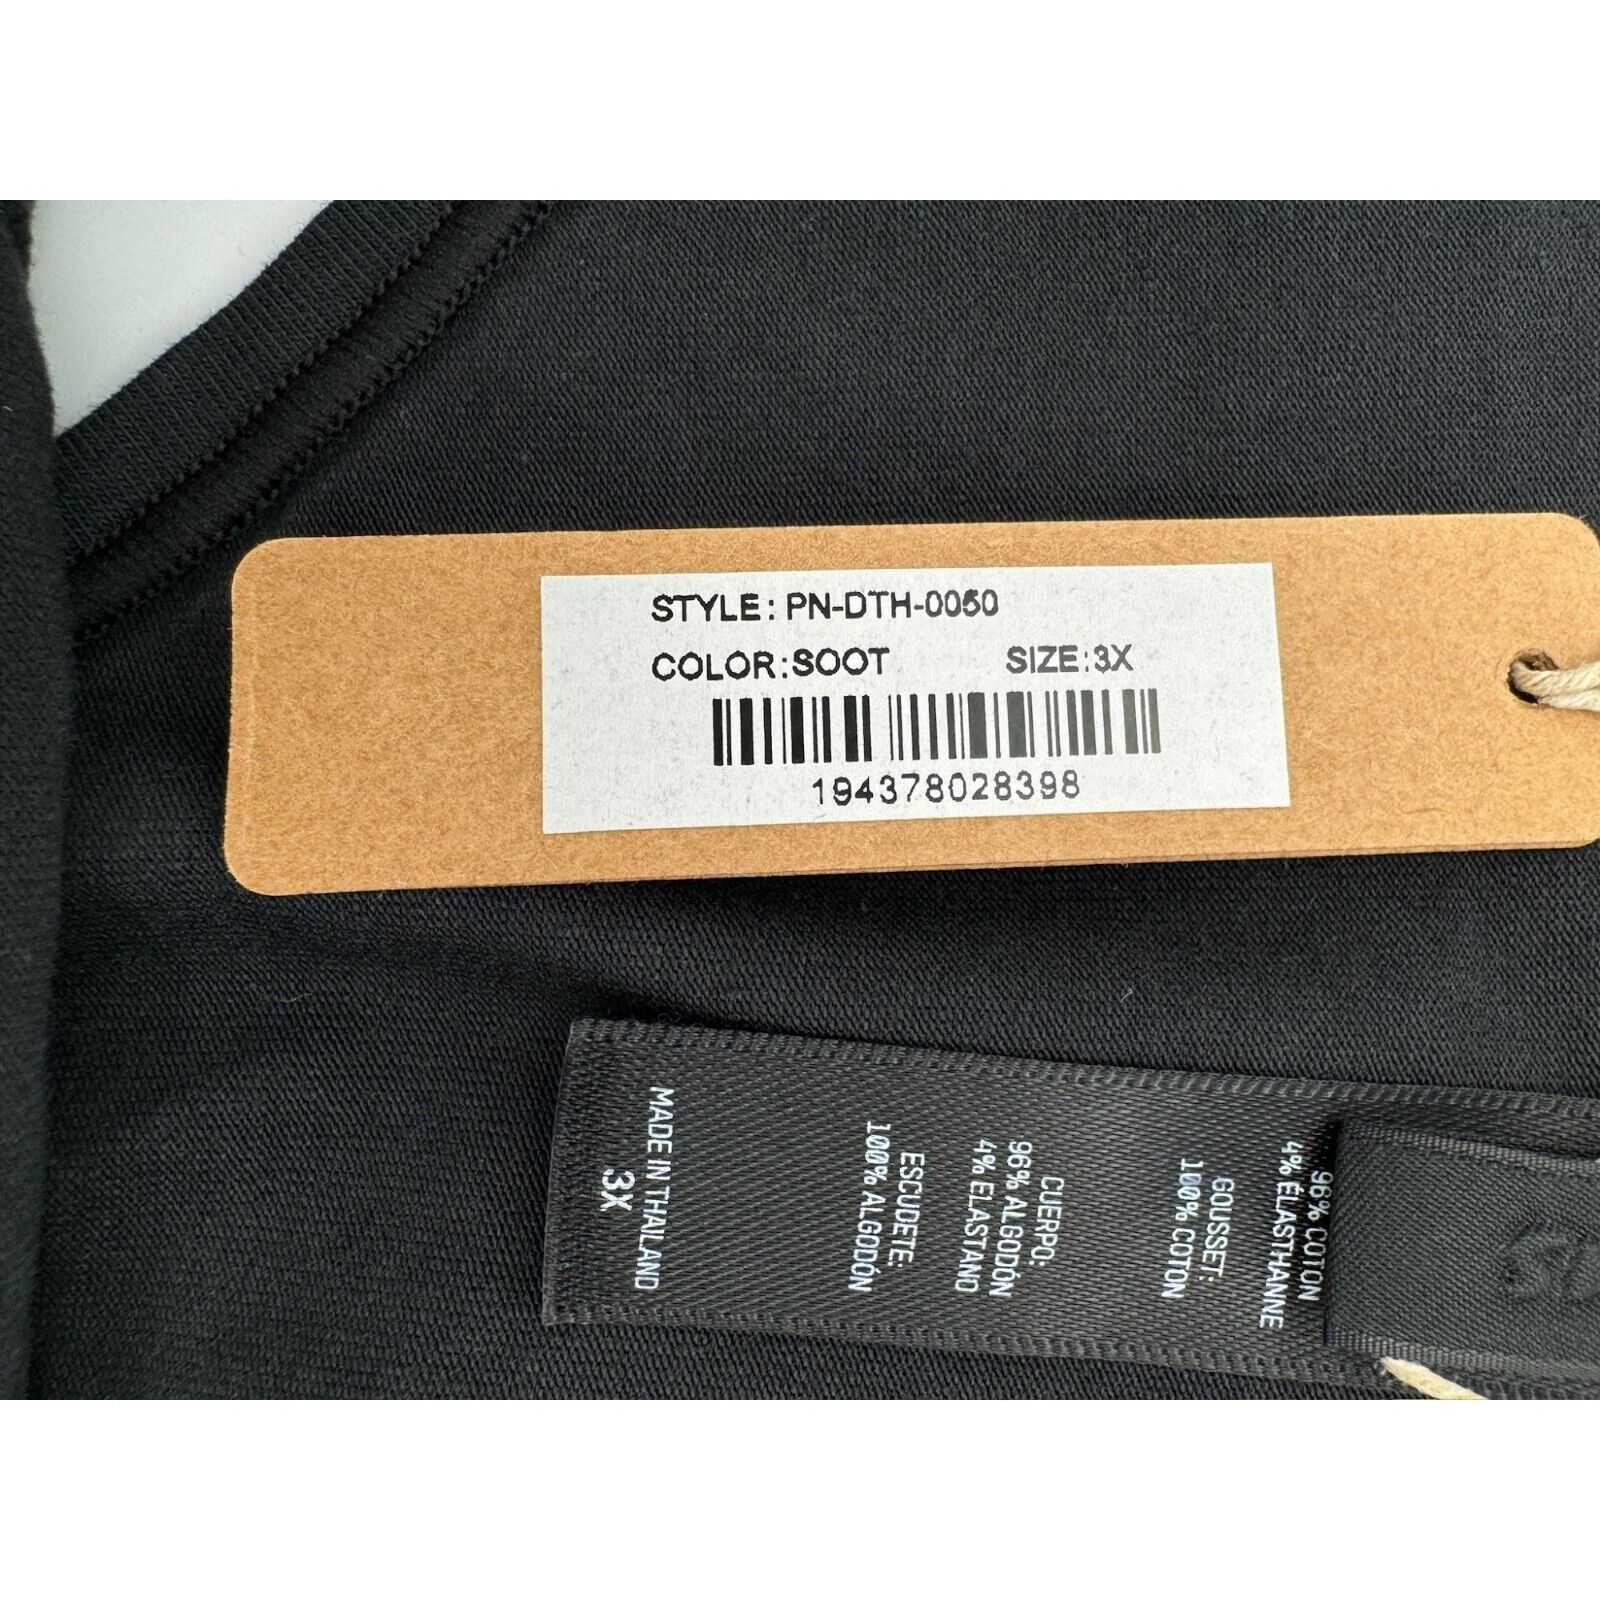 STYLE: PN-DTH-0050
COLOR:SOOT SIZE:3X
194378028398
96% COTON
4% ÉLASTHANNE
GOUSSET:
100% COTON
CUERPO:
96% ALGODÓN
4% ELASTANO
ESCUDETE:
100% ALGODÓN
MADE IN THAILAND
3X